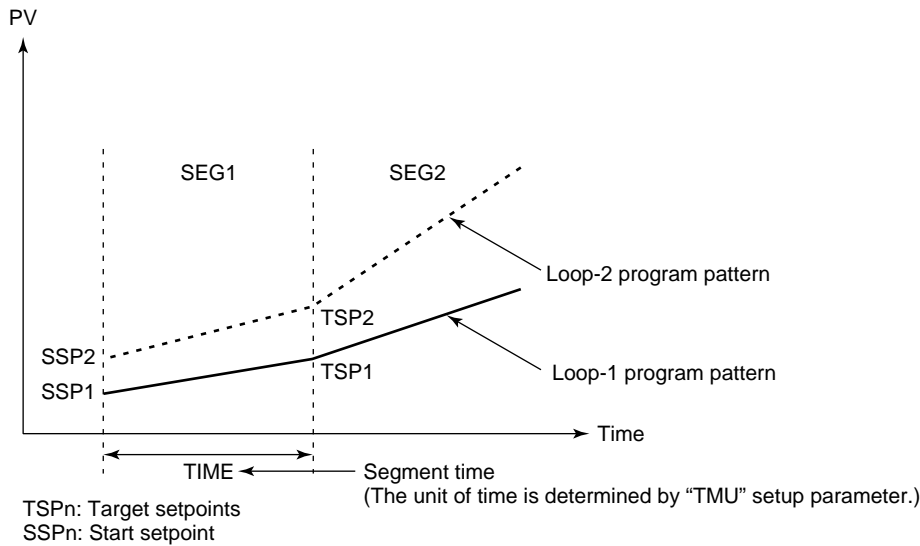 PV
SEG1
SEG2
Loop-2 program pattern
TSP2
SSP2
TSP1
Loop-1 program pattern
SSP1
Time
TIME
Segment time
(The unit of time is determined by “TMU” setup parameter.)
TSPn: Target setpoints
SSPn: Start setpoint